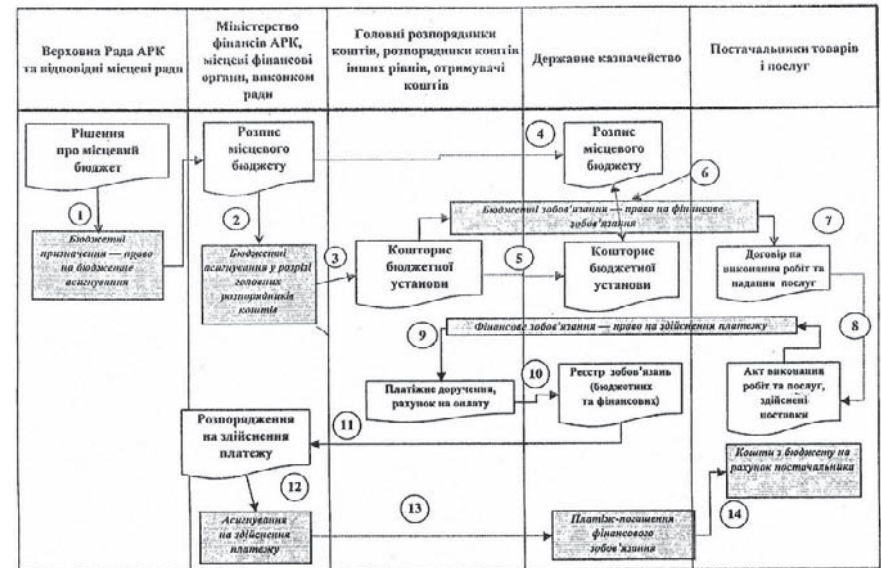 Верховна Рада АРК
та відповідні місцеві ради
Міністерство
фінансів АРК,
місцеві фінансові
органи, виконком
ради
Головні розпорядники
коштів, розпорядники коштів
інших рівнів, отримувачі
коштів
Державне казначейство
Постачальники товарів
і послуг
Рішення
про місцевий
бюджет
Розпис
місцевого
бюджету
4
Розпис
місцевого
бюджету
6
1
2
Бюджетні зобов'язання — право на фінансове
зобов'язання
7
Бюджетні
призначення — право
на бюджетне
асигнування
Бюджетні
асигнування у розрізі
головних
розпорядників
коштів
3
Кошторис
бюджетної
установи
5
Кошторис
бюджетної
установи
Договір на
виконання робіт та
надання послуг
9
Фінансове зобов'язання — право на здійснення платежу
8
Платіжне доручення,
рахунок на оплату
10
Реєстр зобов'язань
(бюджетних
та фінансових)
Акт виконання
робіт та послуг,
здійснені
поставки
Розпорядження
на здійснення
платежу
11
Кошти з бюджету на
рахунок постачальника
12
Асигнування
на здійснення
платежу
13
Платіж-погашення
фінансового
зобов'язання
14